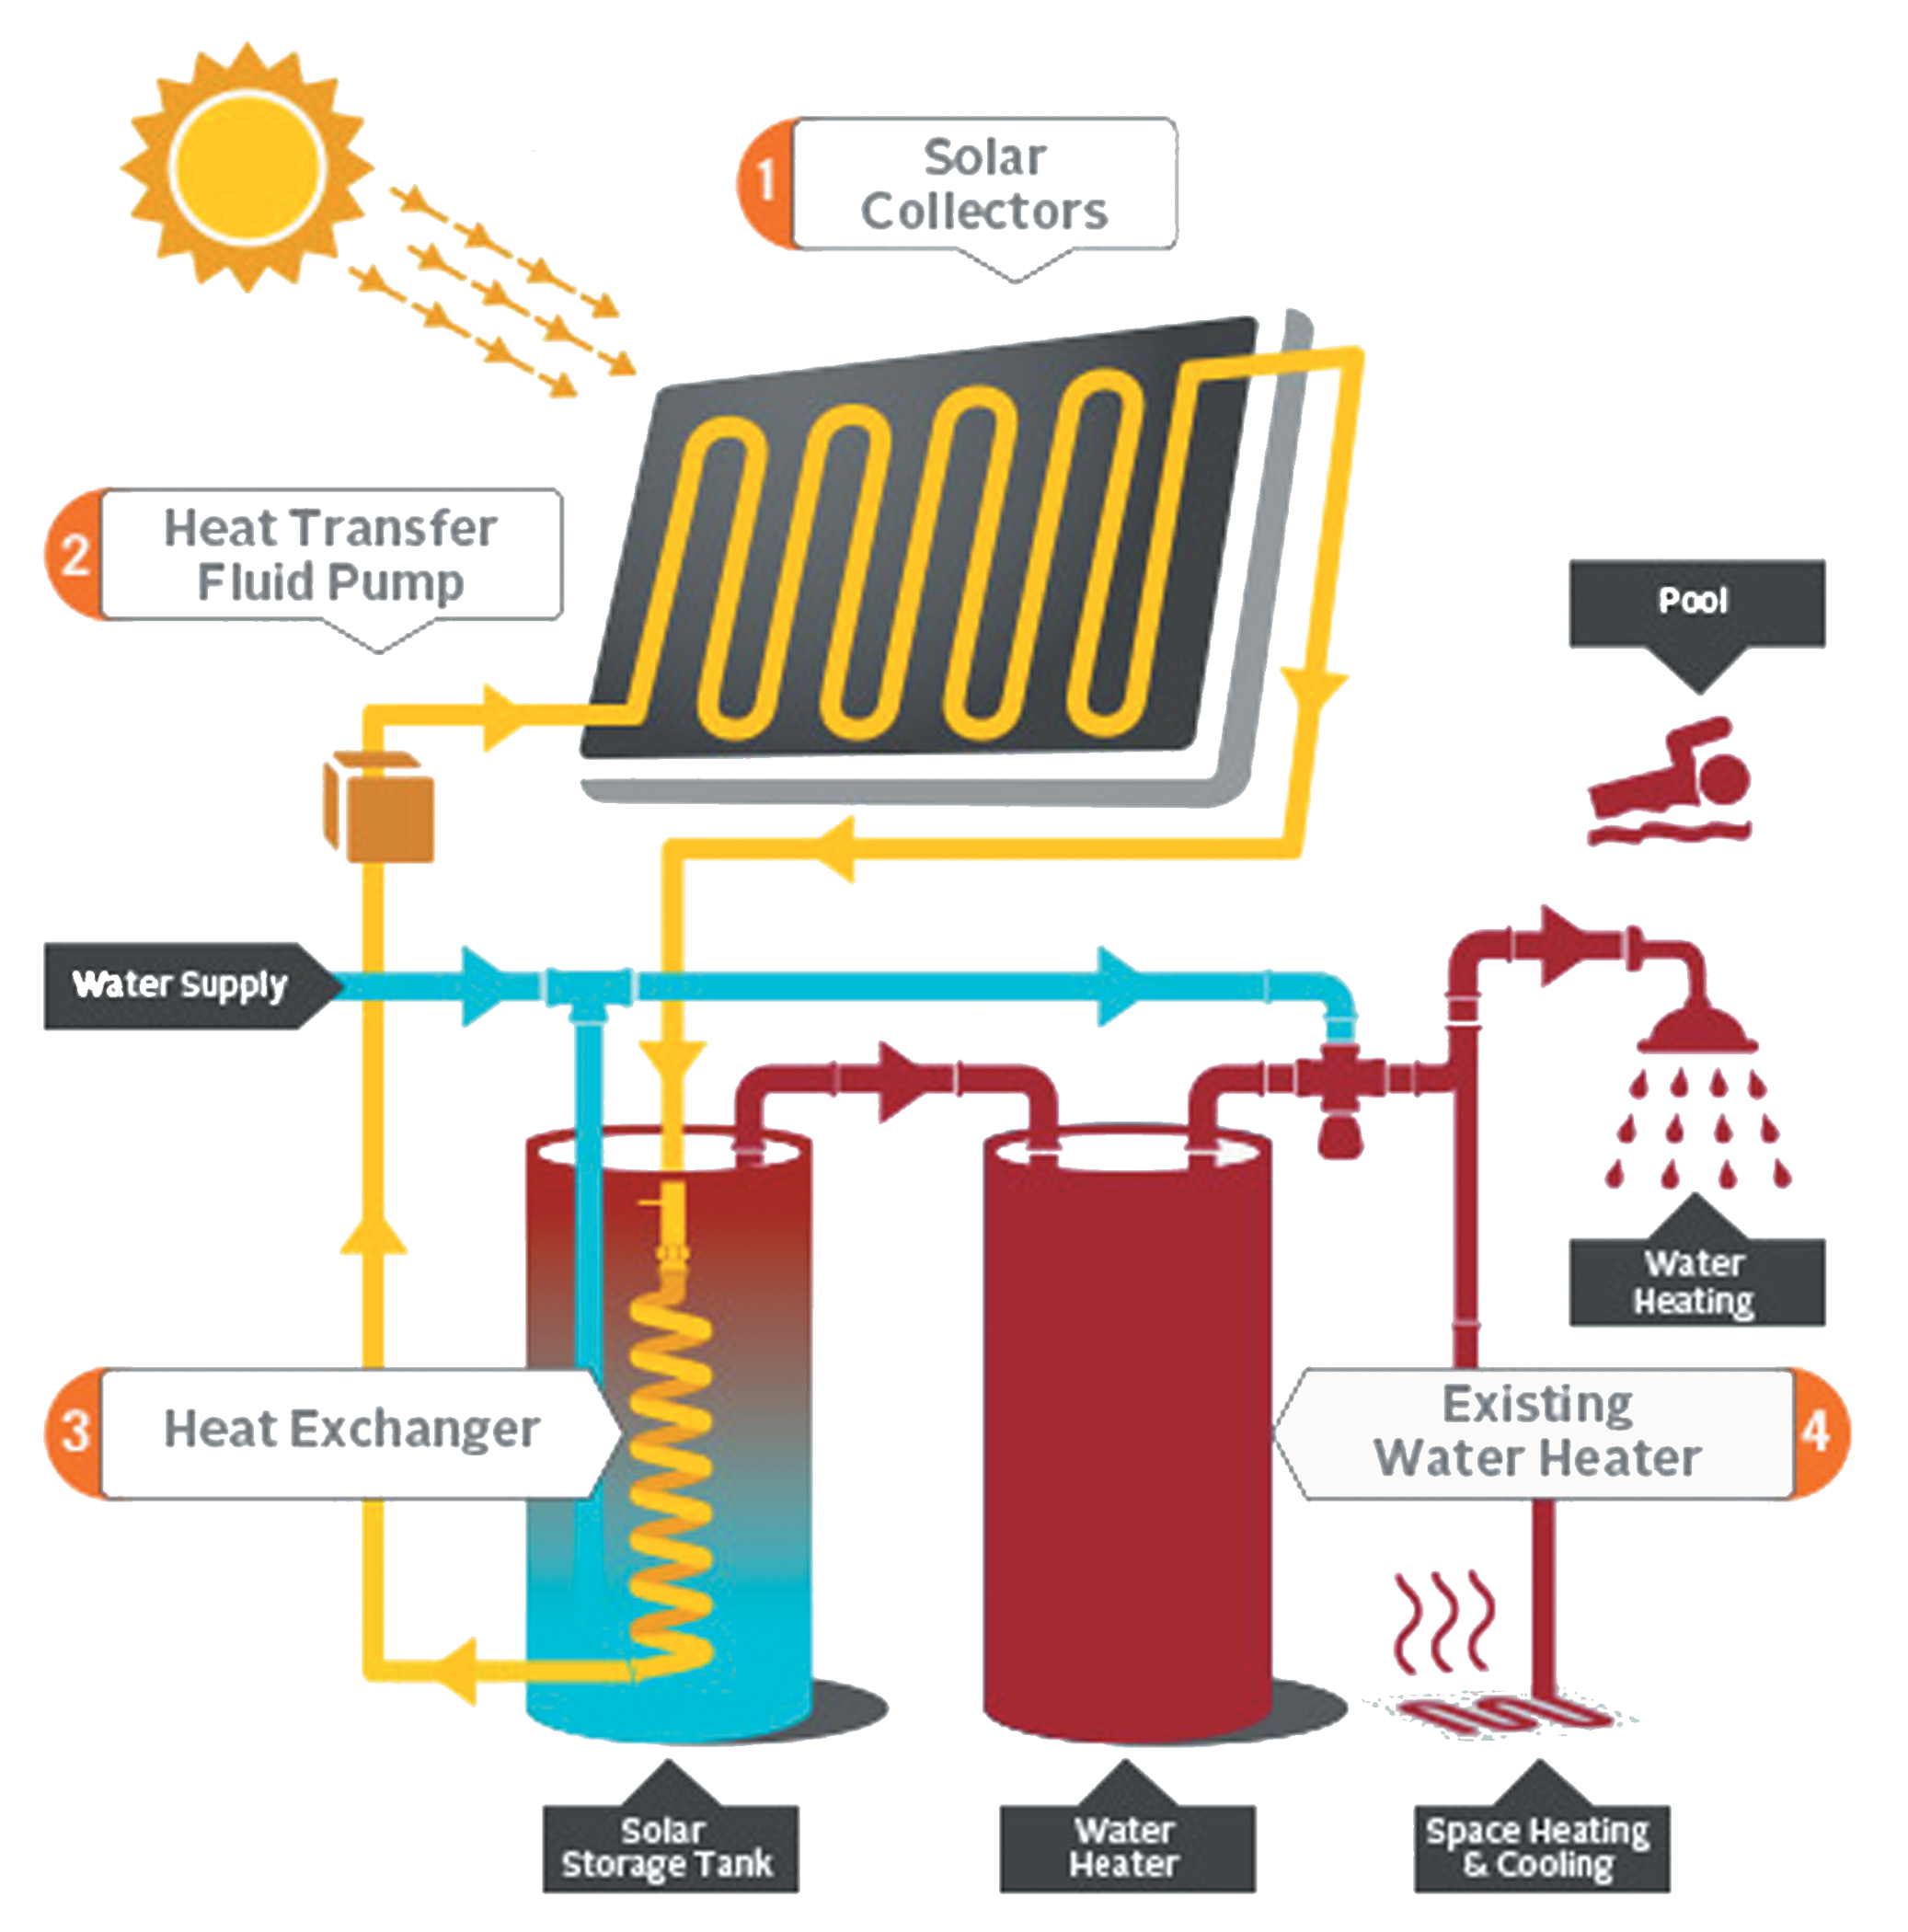 1
Solar
Collectors
2
Heat Transfer
Fluid Pump
Pool
Water Supply
Water
Heating
3
Heat Exchanger
Existing
Water Heater
4
Solar
Storage Tank
Water
Heater
Space Heating
& Cooling